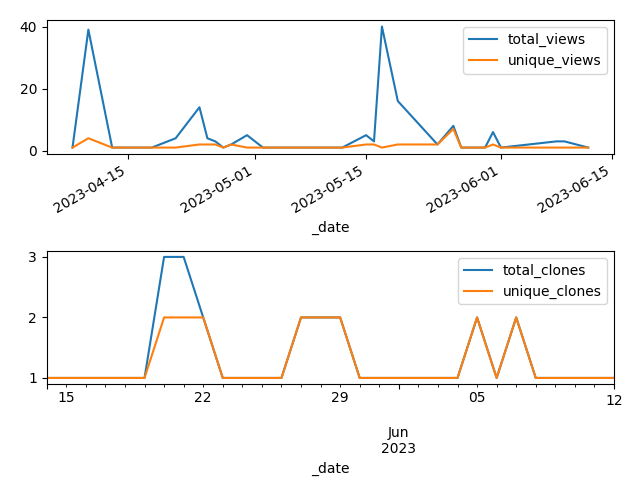 40
20
0
total_views
unique_views
2023-04-15
2023-05-01
2023-05-15
2023-06-01
2023-06-15
_date
3
2
1
total_clones
unique_clones
15
22
29
05
12
Jun
2023
_date